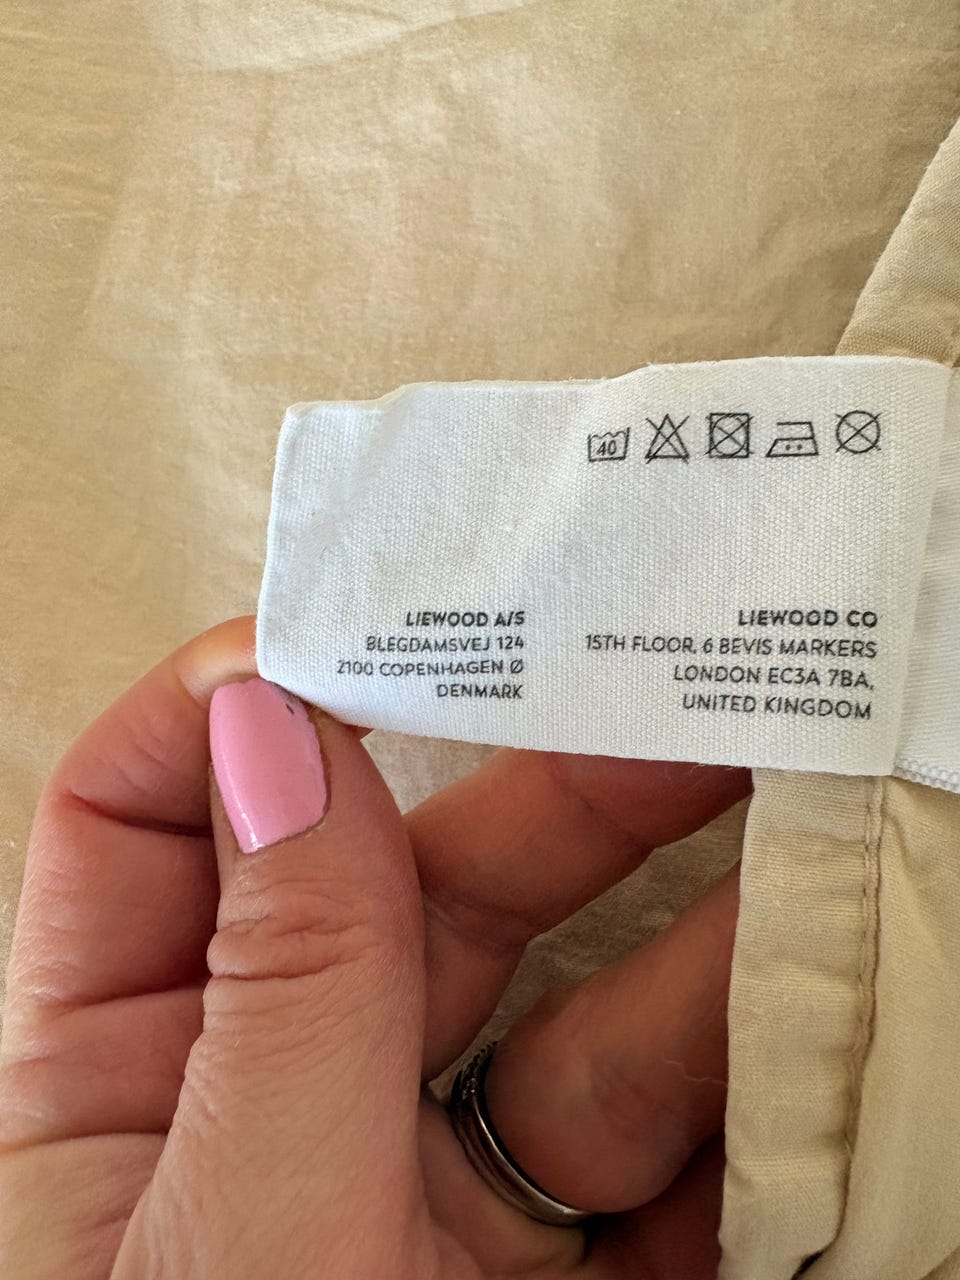 40
LIEWOOD A/S
BLEGDAMSVEJ 124
2100 COPENHAGEN Ø
DENMARK
LIEWOOD CO
15TH FLOOR, 6 BEVIS MARKERS
LONDON EC3A 7BA,
UNITED KINGDOM